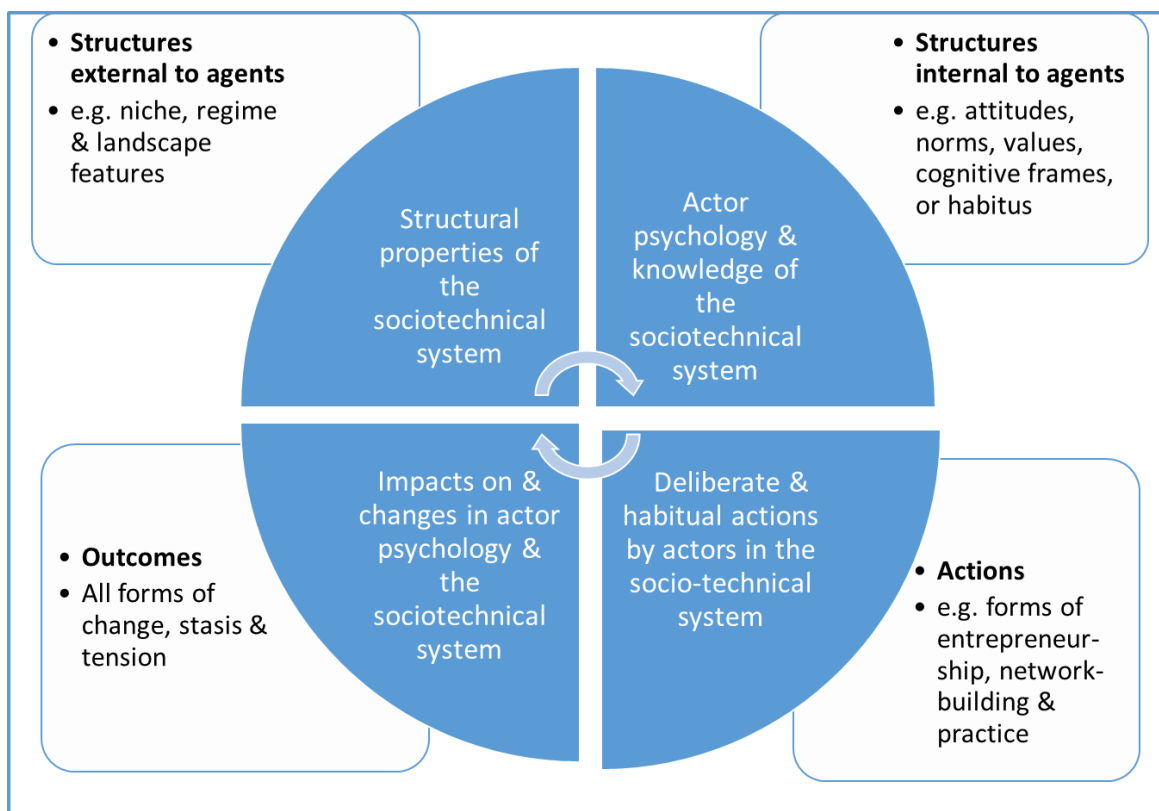 • Structures
external to agents
• e.g. niche, regime
& landscape
features
• Structures
internal to agents
• e.g. attitudes,
norms, values,
cognitive frames,
or habitus
Structural
properties of
the
sociotechnical
system
Actor
psychology &
knowledge of
the
sociotechnical
system
Impacts on &
changes in actor
psychology &
the
sociotechnical
system
Deliberate &
habitual actions
by actors in the
socio-technical
system
• Outcomes
• All forms of
change, stasis &
tension
• Actions
• e.g. forms of
entrepreneur-
ship, network-
building &
practice